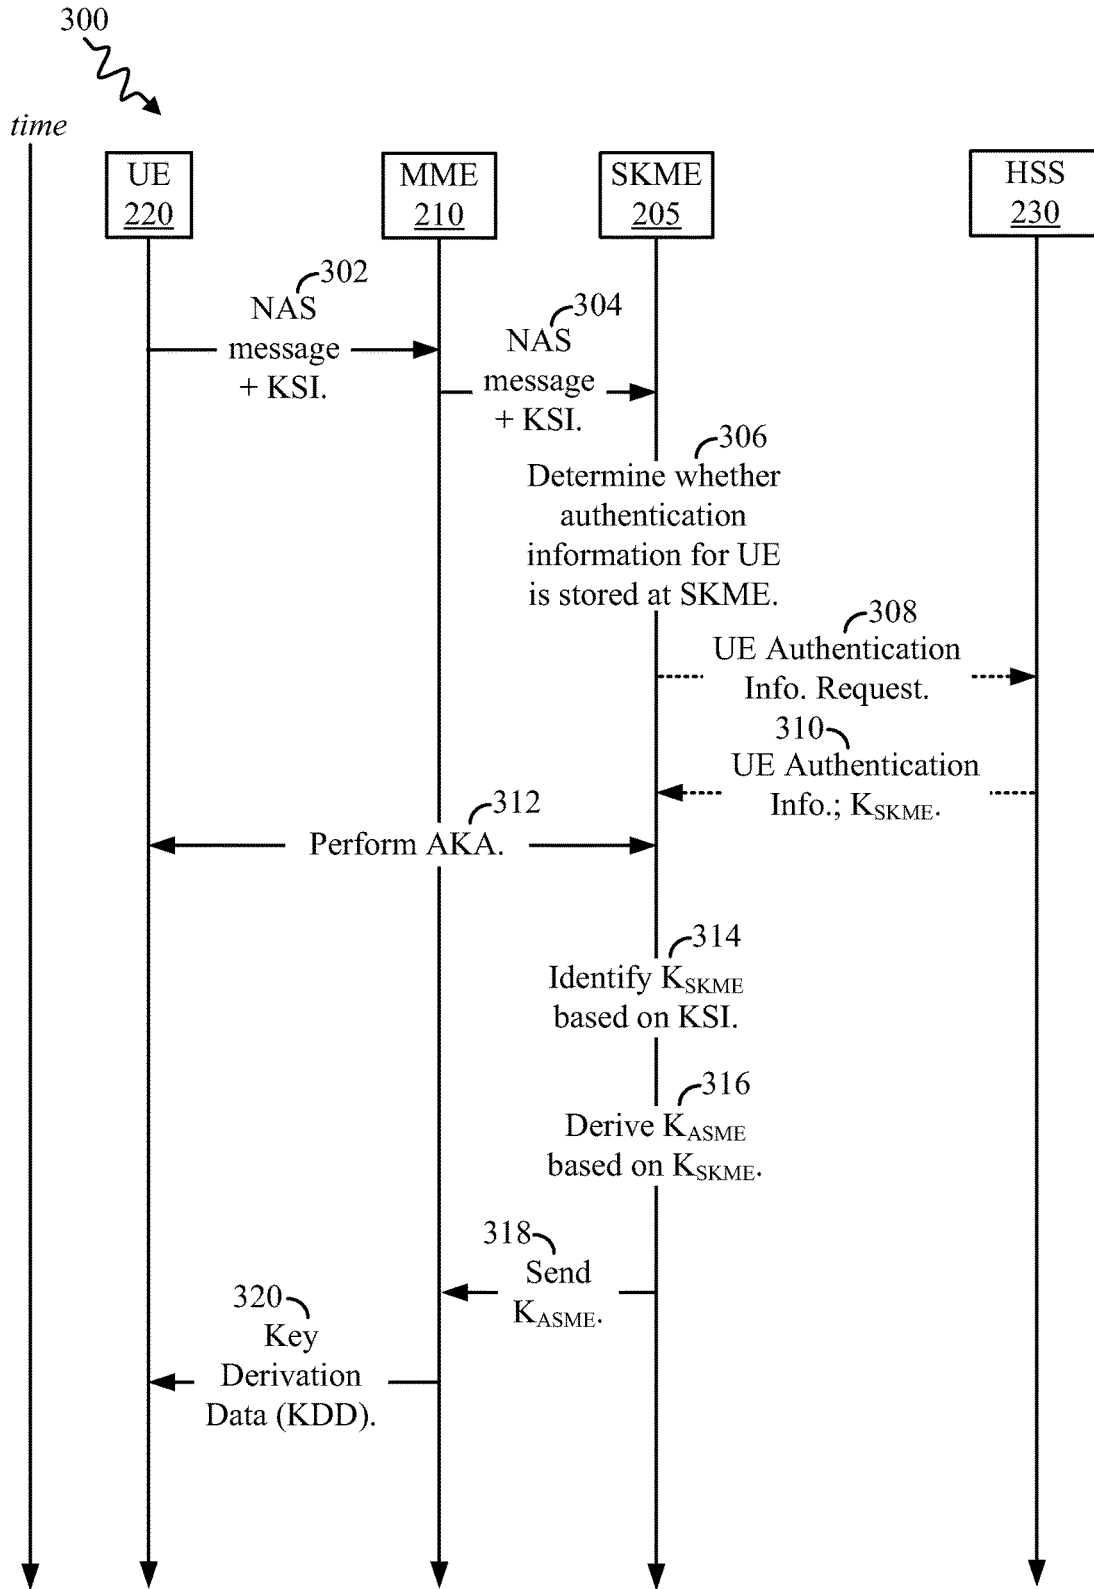 300
time
UE
220
MME
210
SKME
205
HSS
230
302
NAS
message
+ KSI.
304
NAS
message
+ KSI.
306
Determine whether
authentication
information for UE
is stored at SKME.
308
UE Authentication
Info. Request.
310
UE Authentication
Info.; KSKME.
312
Perform AKA.
314
Identify KSKME
based on KSI.
316
Derive KASME
based on KSKME.
318
Send
KASME.
320
Key
Derivation
Data (KDD).